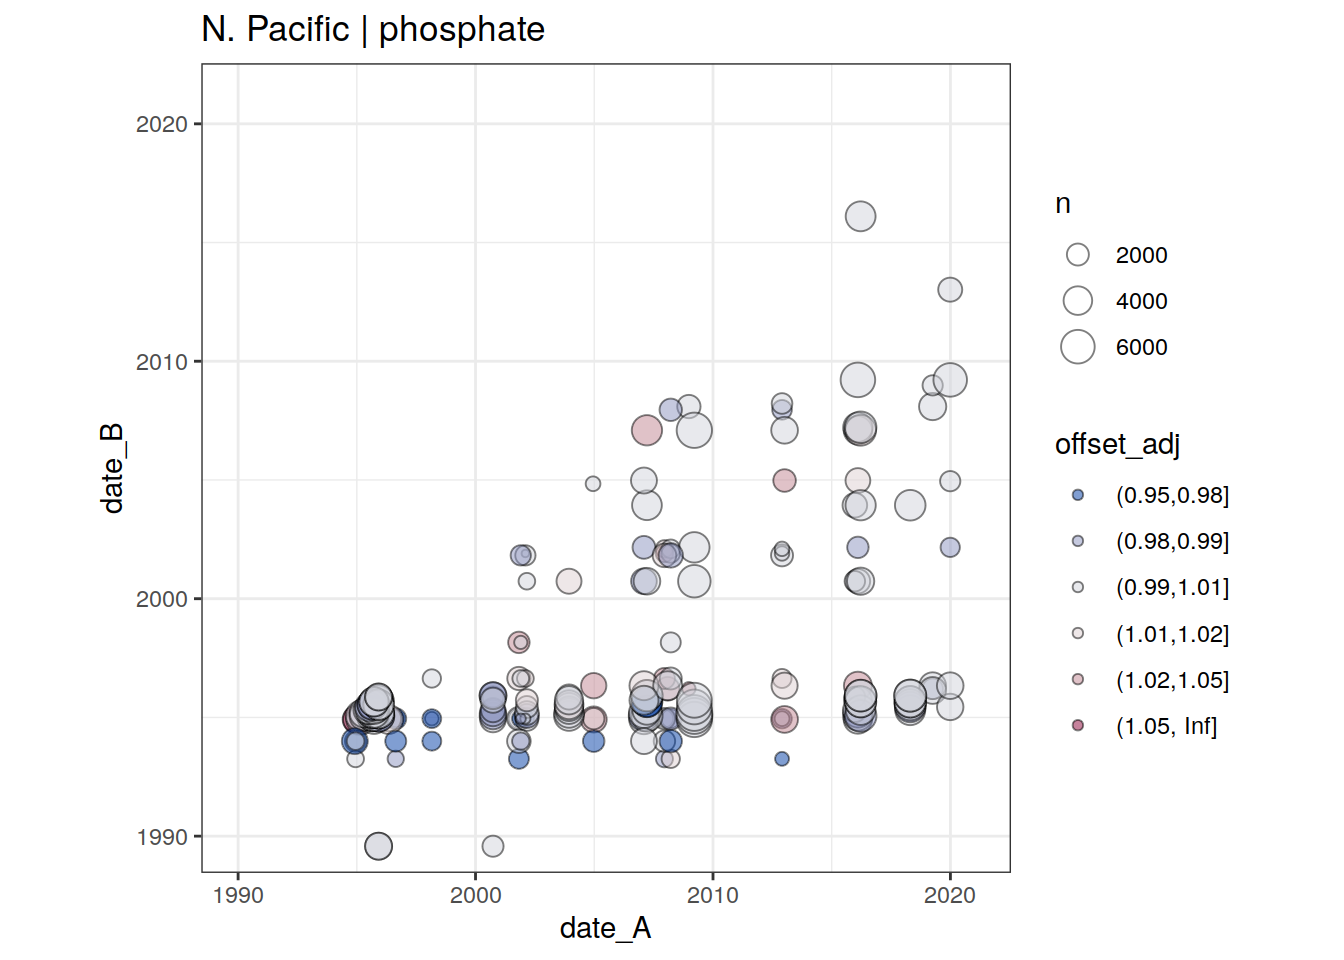 N. Pacific | phosphate
date_B
2020
2010
2000
1990
1990
2000
2010
2020
date_A
n
2000
4000
6000
offset_adj
(0.95,0.98]
(0.98,0.99]
(0.99,1.01]
(1.01,1.02]
(1.02,1.05]
(1.05, Inf]